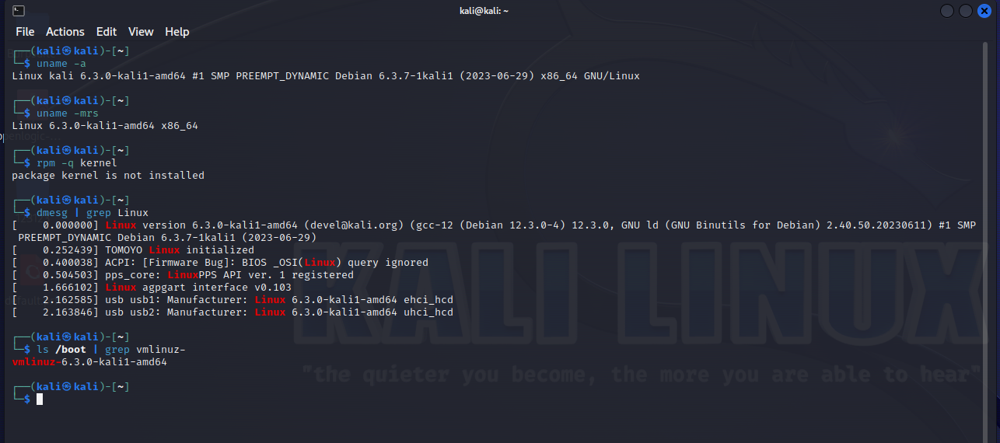 kali@kali: ~
File Actions Edit View Help
┌──(kali㉿kali)-[~]
└─$ uname -a
Linux kali 6.3.0-kali1-amd64 #1 SMP PREEMPT_DYNAMIC Debian 6.3.7-1kali1 (2023-06-29) x86_64 GNU/Linux
┌──(kali㉿kali)-[~]
└─$ uname -mrs
Linux 6.3.0-kali1-amd64 x86_64
┌──(kali㉿kali)-[~]
└─$ rpm -q kernel
package kernel is not installed
┌──(kali㉿kali)-[~]
└─$ dmesg | grep Linux
[    0.000000] Linux version 6.3.0-kali1-amd64 (devel@kali.org) (gcc-12 (Debian 12.3.0-4) 12.3.0, GNU ld (GNU Binutils for Debian) 2.40.50.20230611) #1 SMP
PREEMPT_DYNAMIC Debian 6.3.7-1kali1 (2023-06-29)
[    0.252439] TOMOYO Linux initialized
[    0.400038] ACPI: [Firmware Bug]: BIOS _OSI(Linux) query ignored
[    0.504503] pps_core: LinuxPPS API ver. 1 registered
[    1.666102] Linux agpgart interface v0.103
[    2.162585] usb usb1: Manufacturer: Linux 6.3.0-kali1-amd64 ehci_hcd
[    2.163846] usb usb2: Manufacturer: Linux 6.3.0-kali1-amd64 uhci_hcd
┌──(kali㉿kali)-[~]
└─$ ls /boot | grep vmlinuz-
vmlinuz-6.3.0-kali1-amd64
┌──(kali㉿kali)-[~]
└─$
KALI LINUX
"the quieter you become, the more you are able to hear"